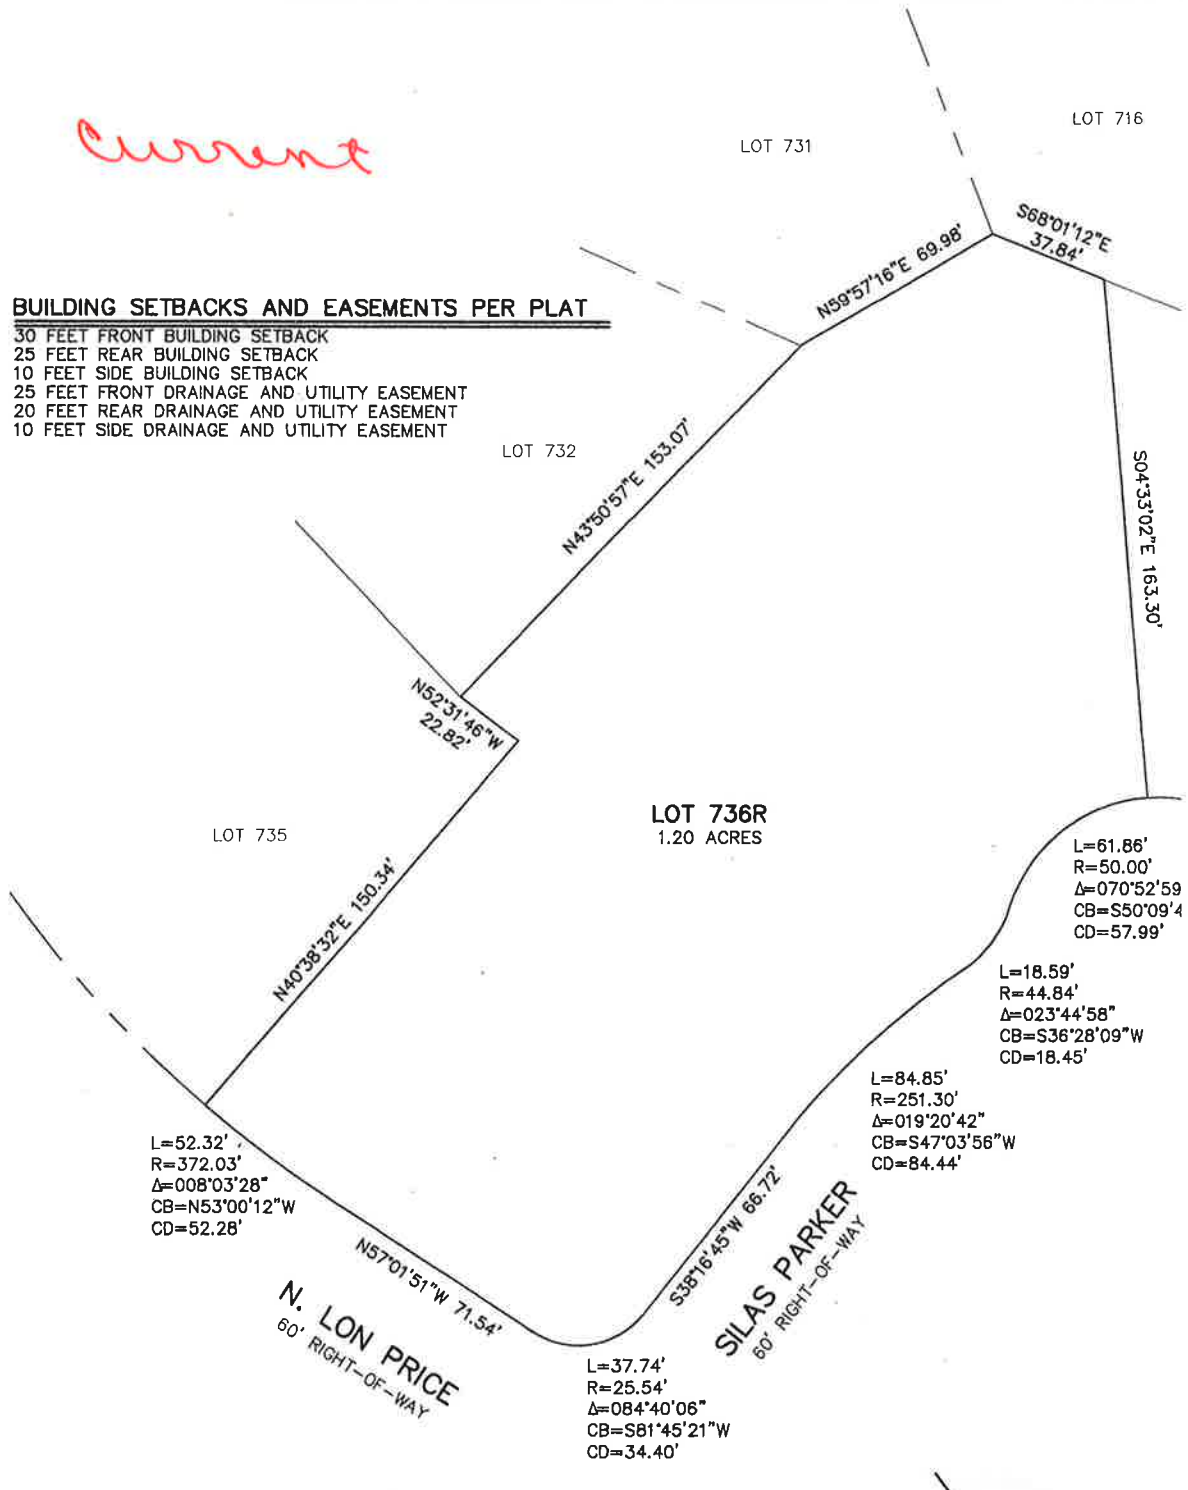 Current
LOT 716
LOT 731
S68°01'12"E
37.84'
N59°57'16"E 69.98'
BUILDING SETBACKS AND EASEMENTS PER PLAT
30 FEET FRONT BUILDING SETBACK
25 FEET REAR BUILDING SETBACK
10 FEET SIDE BUILDING SETBACK
25 FEET FRONT DRAINAGE AND UTILITY EASEMENT
20 FEET REAR DRAINAGE AND UTILITY EASEMENT
10 FEET SIDE DRAINAGE AND UTILITY EASEMENT
LOT 732
N43°50'57"E 153.07'
S04°33'02"E 163.30'
N52°31'46"W
22.82'
LOT 736R
1.20 ACRES
LOT 735
N40°38'32"E 150.34'
L=61.86'
R=50.00'
Δ=070°52'59
CB=S50°09'4
CD=57.99'
L=18.59'
R=44.84'
Δ=023°44'58"
CB=S36°28'09"W
CD=18.45'
L=84.85'
R=251.30'
Δ=019°20'42"
CB=S47°03'56"W
CD=84.44'
L=52.32'
R=372.03'
Δ=008°03'28"
CB=N53°00'12"W
CD=52.28'
S38°16'45"W 66.72'
SILAS PARKER
60' RIGHT-OF-WAY
N57°01'51"W 71.54'
N. LON PRICE
60' RIGHT-OF-WAY
L=37.74'
R=25.54'
Δ=084°40'06"
CB=S81°45'21"W
CD=34.40'